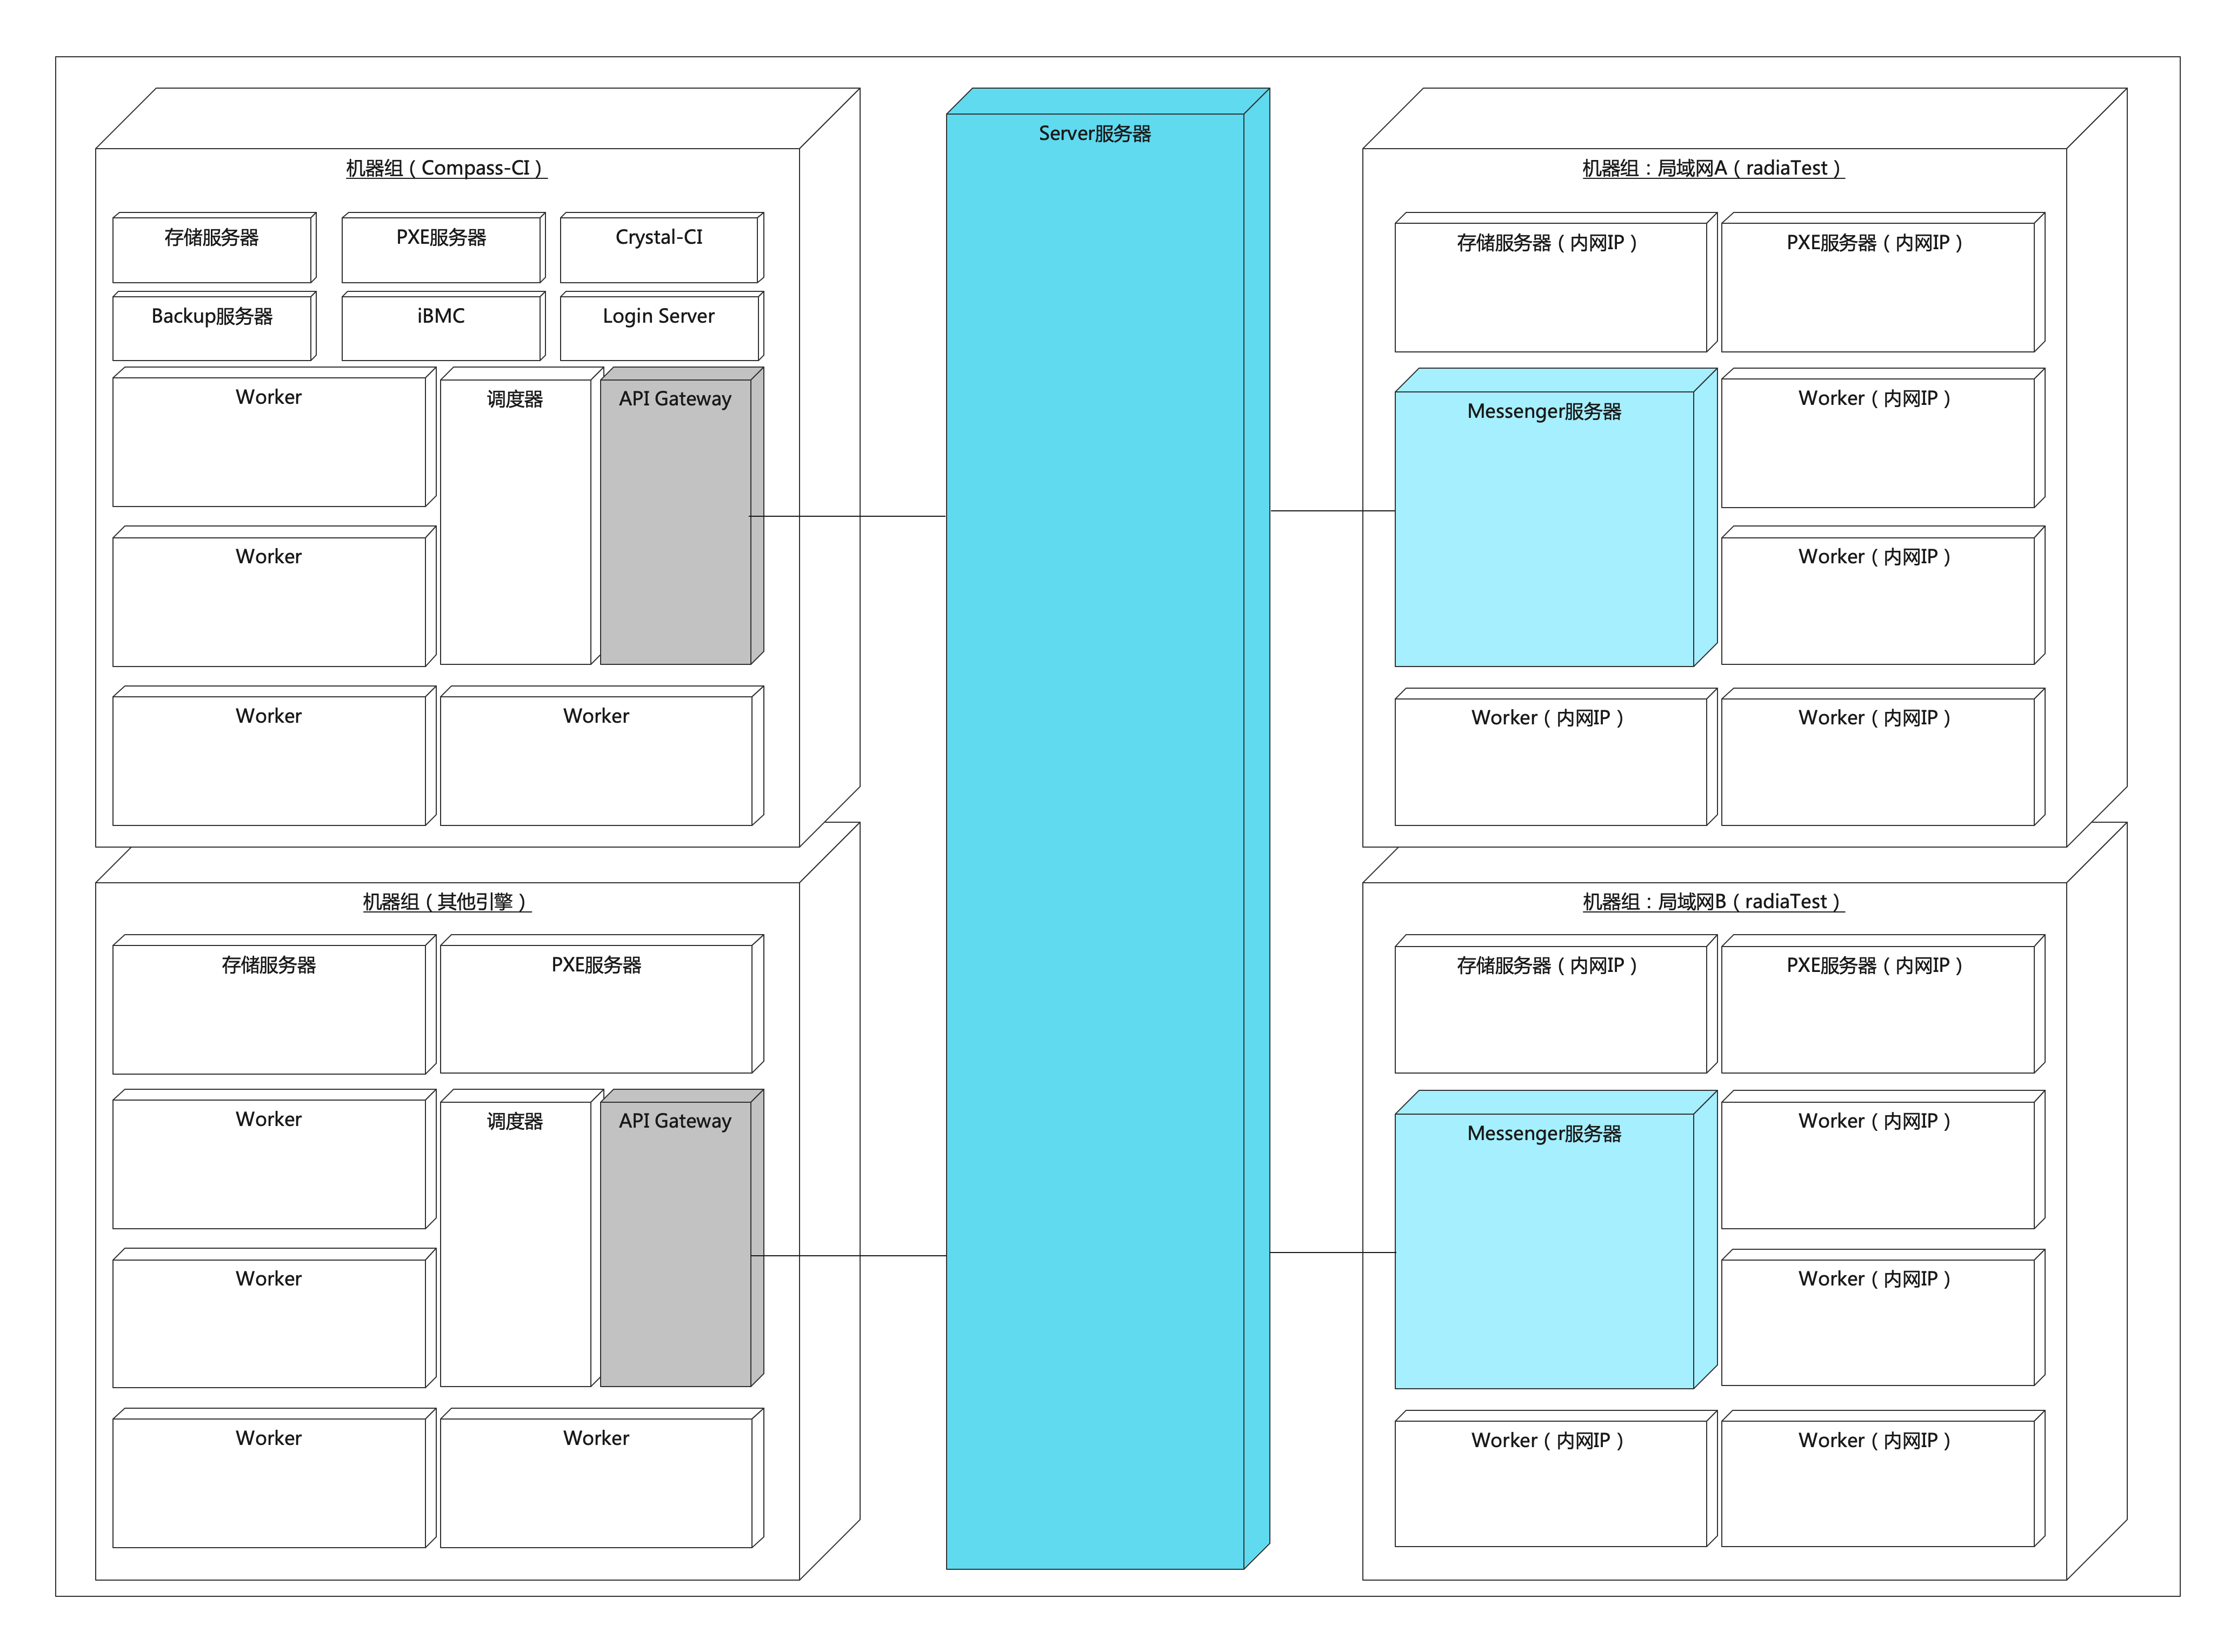 Server服务器
机器组（Compass-CI）
存储服务器
PXE服务器
Crystal-CI
Backup服务器
iBMC
Login Server
Worker
调度器
API Gateway
Worker
Worker
Worker
机器组（其他引擎）
存储服务器
PXE服务器
Worker
调度器
API Gateway
Worker
Worker
Worker
机器组：局域网A（radiaTest）
存储服务器（内网IP）
PXE服务器（内网IP）
Messenger服务器
Worker（内网IP）
Worker（内网IP）
Worker（内网IP）
Worker（内网IP）
机器组：局域网B（radiaTest）
存储服务器（内网IP）
PXE服务器（内网IP）
Messenger服务器
Worker（内网IP）
Worker（内网IP）
Worker（内网IP）
Worker（内网IP）